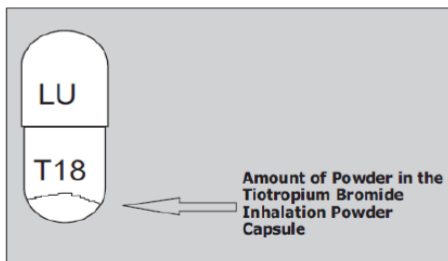 LU
T18
Amount of Powder in the
Tiotropium Bromide
Inhalation Powder
Capsule